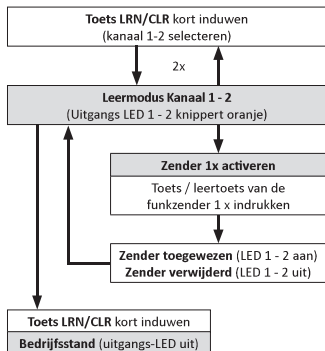 Toets LRN/CLR kort induwen
(kanaal 1-2 selecteren)
2x
Leermodus Kanaal 1 - 2
(Uitgangs LED 1 - 2 knippert oranje)
Zender 1x activeren
Toets / leertoets van de
funkzender 1 x indrukken
Zender toegewezen (LED 1 - 2 aan)
Zender verwijderd (LED 1 - 2 uit)
Toets LRN/CLR kort induwen
Bedrijfsstand (uitgangs-LED uit)